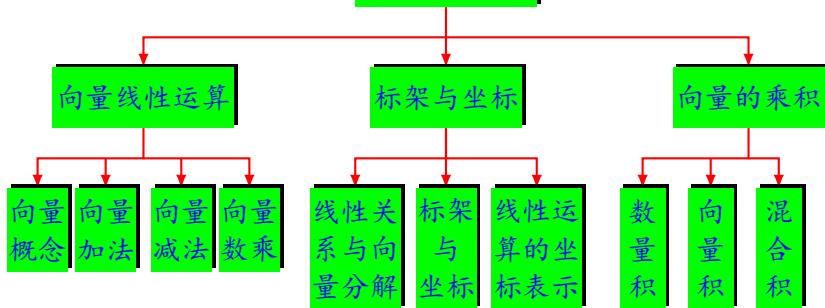 向量线性运算
标架与坐标
向量的乘积
向量
概念
向量
加法
向量
减法
向量
数乘
线性关
系与向
量分解
标架
与
坐标
线性运
算的坐
标表示
数
量
积
向
量
积
混
合
积